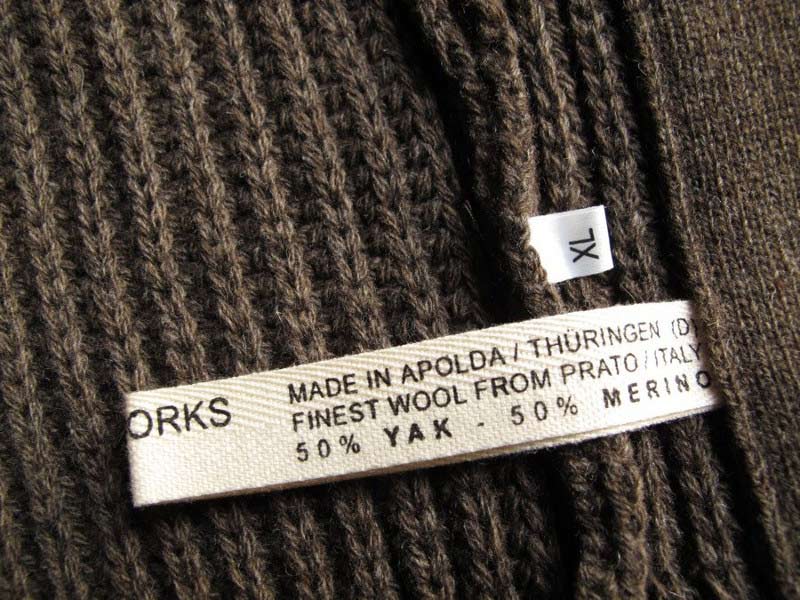 XL
ORKS
MADE IN APOLDA / THÜRINGEN (D)
FINEST WOOL FROM PRATO / ITALY
50% YAK - 50% MERINO